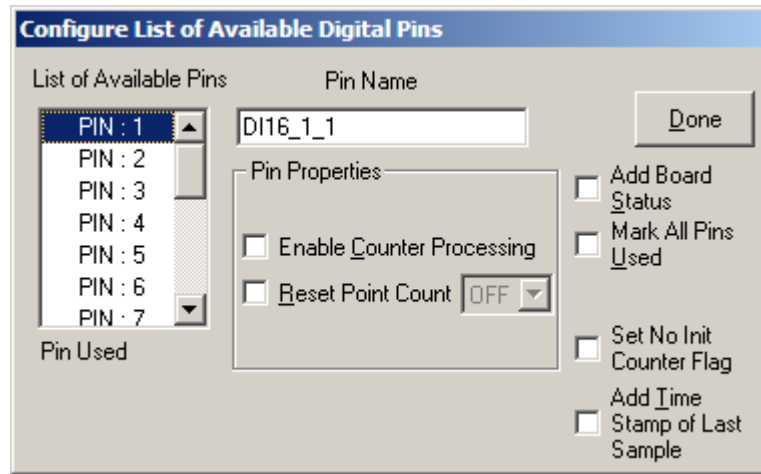 Configure List of Available Digital Pins
List of Available Pins
Pin Name
PIN : 1
PIN : 2
PIN : 3
PIN : 4
PIN : 5
PIN : 6
PIN : 7
Pin Used
DI16_1_1
Pin Properties
Enable Counter Processing
Reset Point Count OFF
Done
Add Board
Status
Mark All Pins
Used
Set No Init
Counter Flag
Add Time
Stamp of Last
Sample